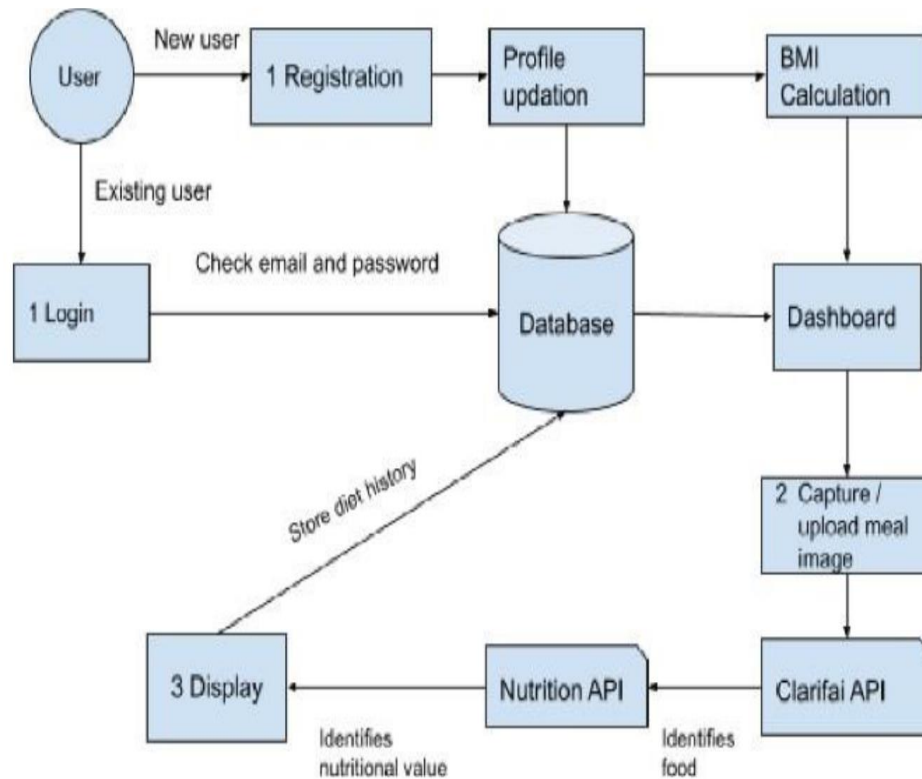 New user
User
1 Registration
Profile
updation
BMI
Calculation
Existing user
Check email and password
1 Login
Database
Dashboard
Store diet history
2 Capture /
upload meal
image
3 Display
Nutrition API
Clarifai API
Identifies
nutritional value
Identifies
food